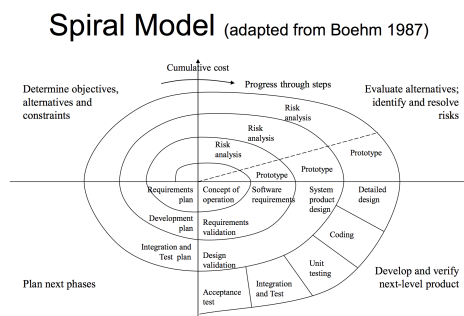 Spiral Model (adapted from Boehm 1987)
Cumulative cost
Progress through steps
Determine objectives,
alternatives and
constraints
Evaluate alternatives;
identify and resolve
risks
Risk
analysis
Risk
analysis
Risk
analysis
Prototype
Prototype
Prototype
Requirements
plan
Concept of
operation
Software
requirements
System
product
design
Detailed
design
Development
plan
Requirements
validation
Coding
Integration and
Test plan
Design
validation
Unit
testing
Integration
and Test
Acceptance
test
Plan next phases
Develop and verify
next-level product